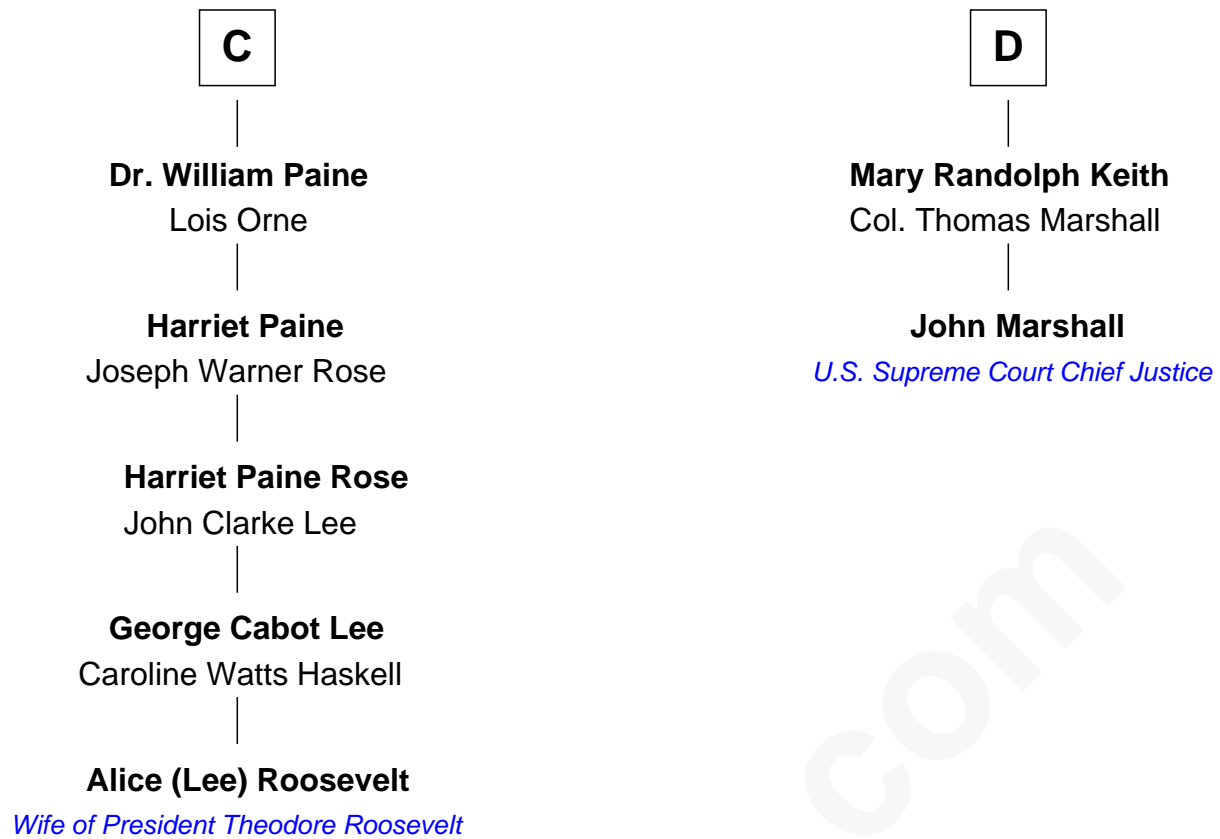 C
Dr. William Paine
Lois Orne
Harriet Paine
Joseph Warner Rose
Harriet Paine Rose
John Clarke Lee
George Cabot Lee
Caroline Watts Haskell
Alice (Lee) Roosevelt
Wife of President Theodore Roosevelt
D
Mary Randolph Keith
Col. Thomas Marshall
John Marshall
U.S. Supreme Court Chief Justice
com